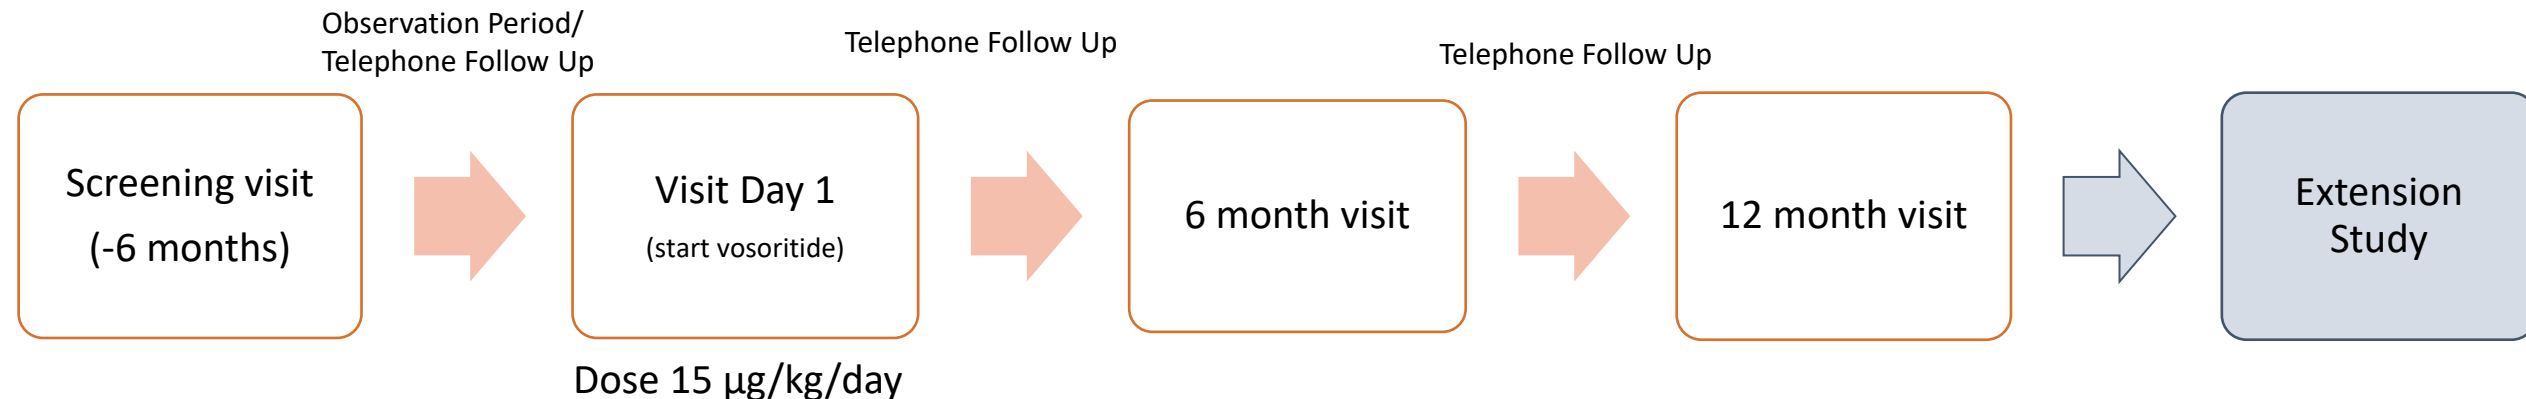 Observation Period/
Telephone Follow Up
Telephone Follow Up
Telephone Follow Up
Screening visit
(-6 months)
Visit Day 1
(start vosoritide)
6 month visit
12 month visit
Extension
Study
Dose 15 µg/kg/day